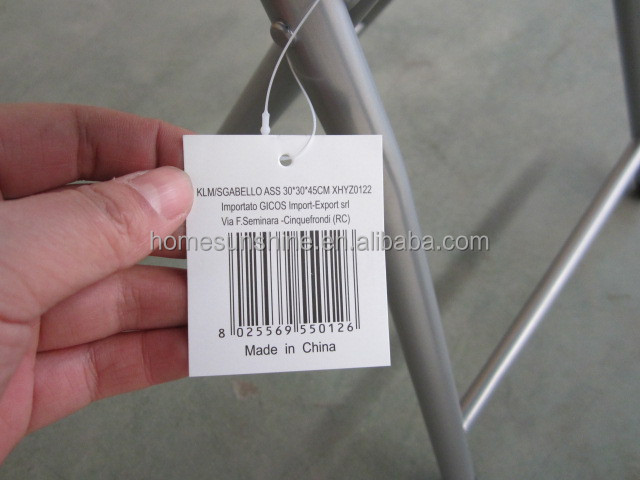 KLM/SGABELLO ASS 30*30*45CM XHYZ0122
Importato GICOS Import-Export srl
Via F.Seminara -Cinquefrondi (RC)
homesunshine.en.alibaba.com
8 025569 550126
Made in China